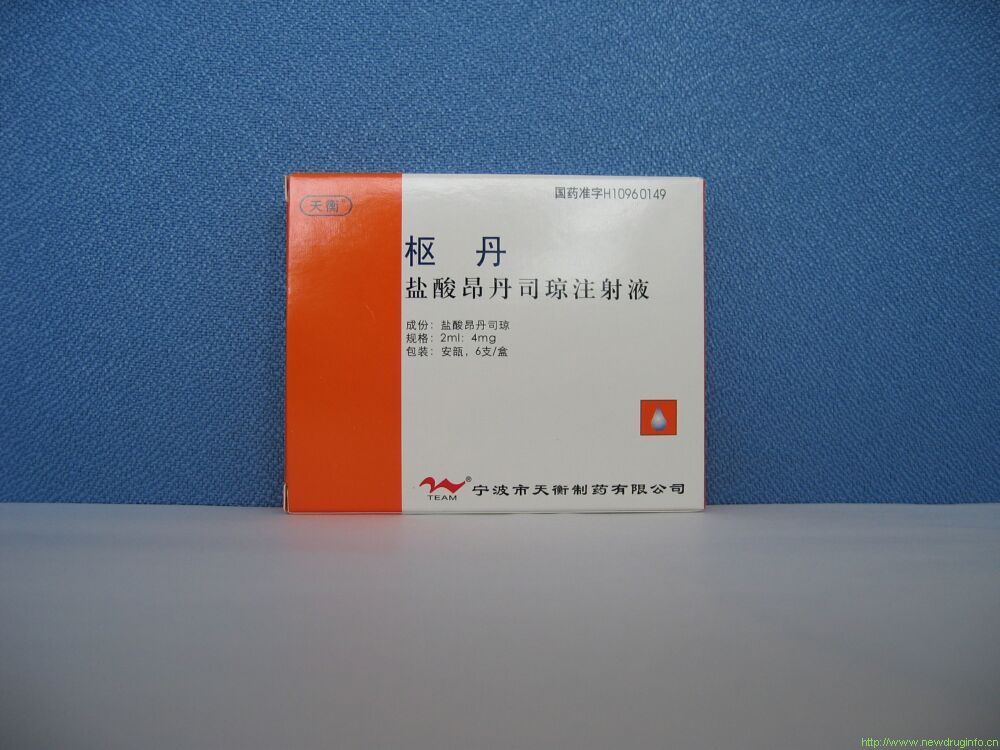 天衡®
国药准字H10960149
枢 丹
盐酸昂丹司琼注射液
成份：盐酸昂丹司琼
规格：2ml：4mg
包装：安瓿，6支/盒
TEAM® 宁波市天衡制药有限公司
http://www.newdruginfo.cn